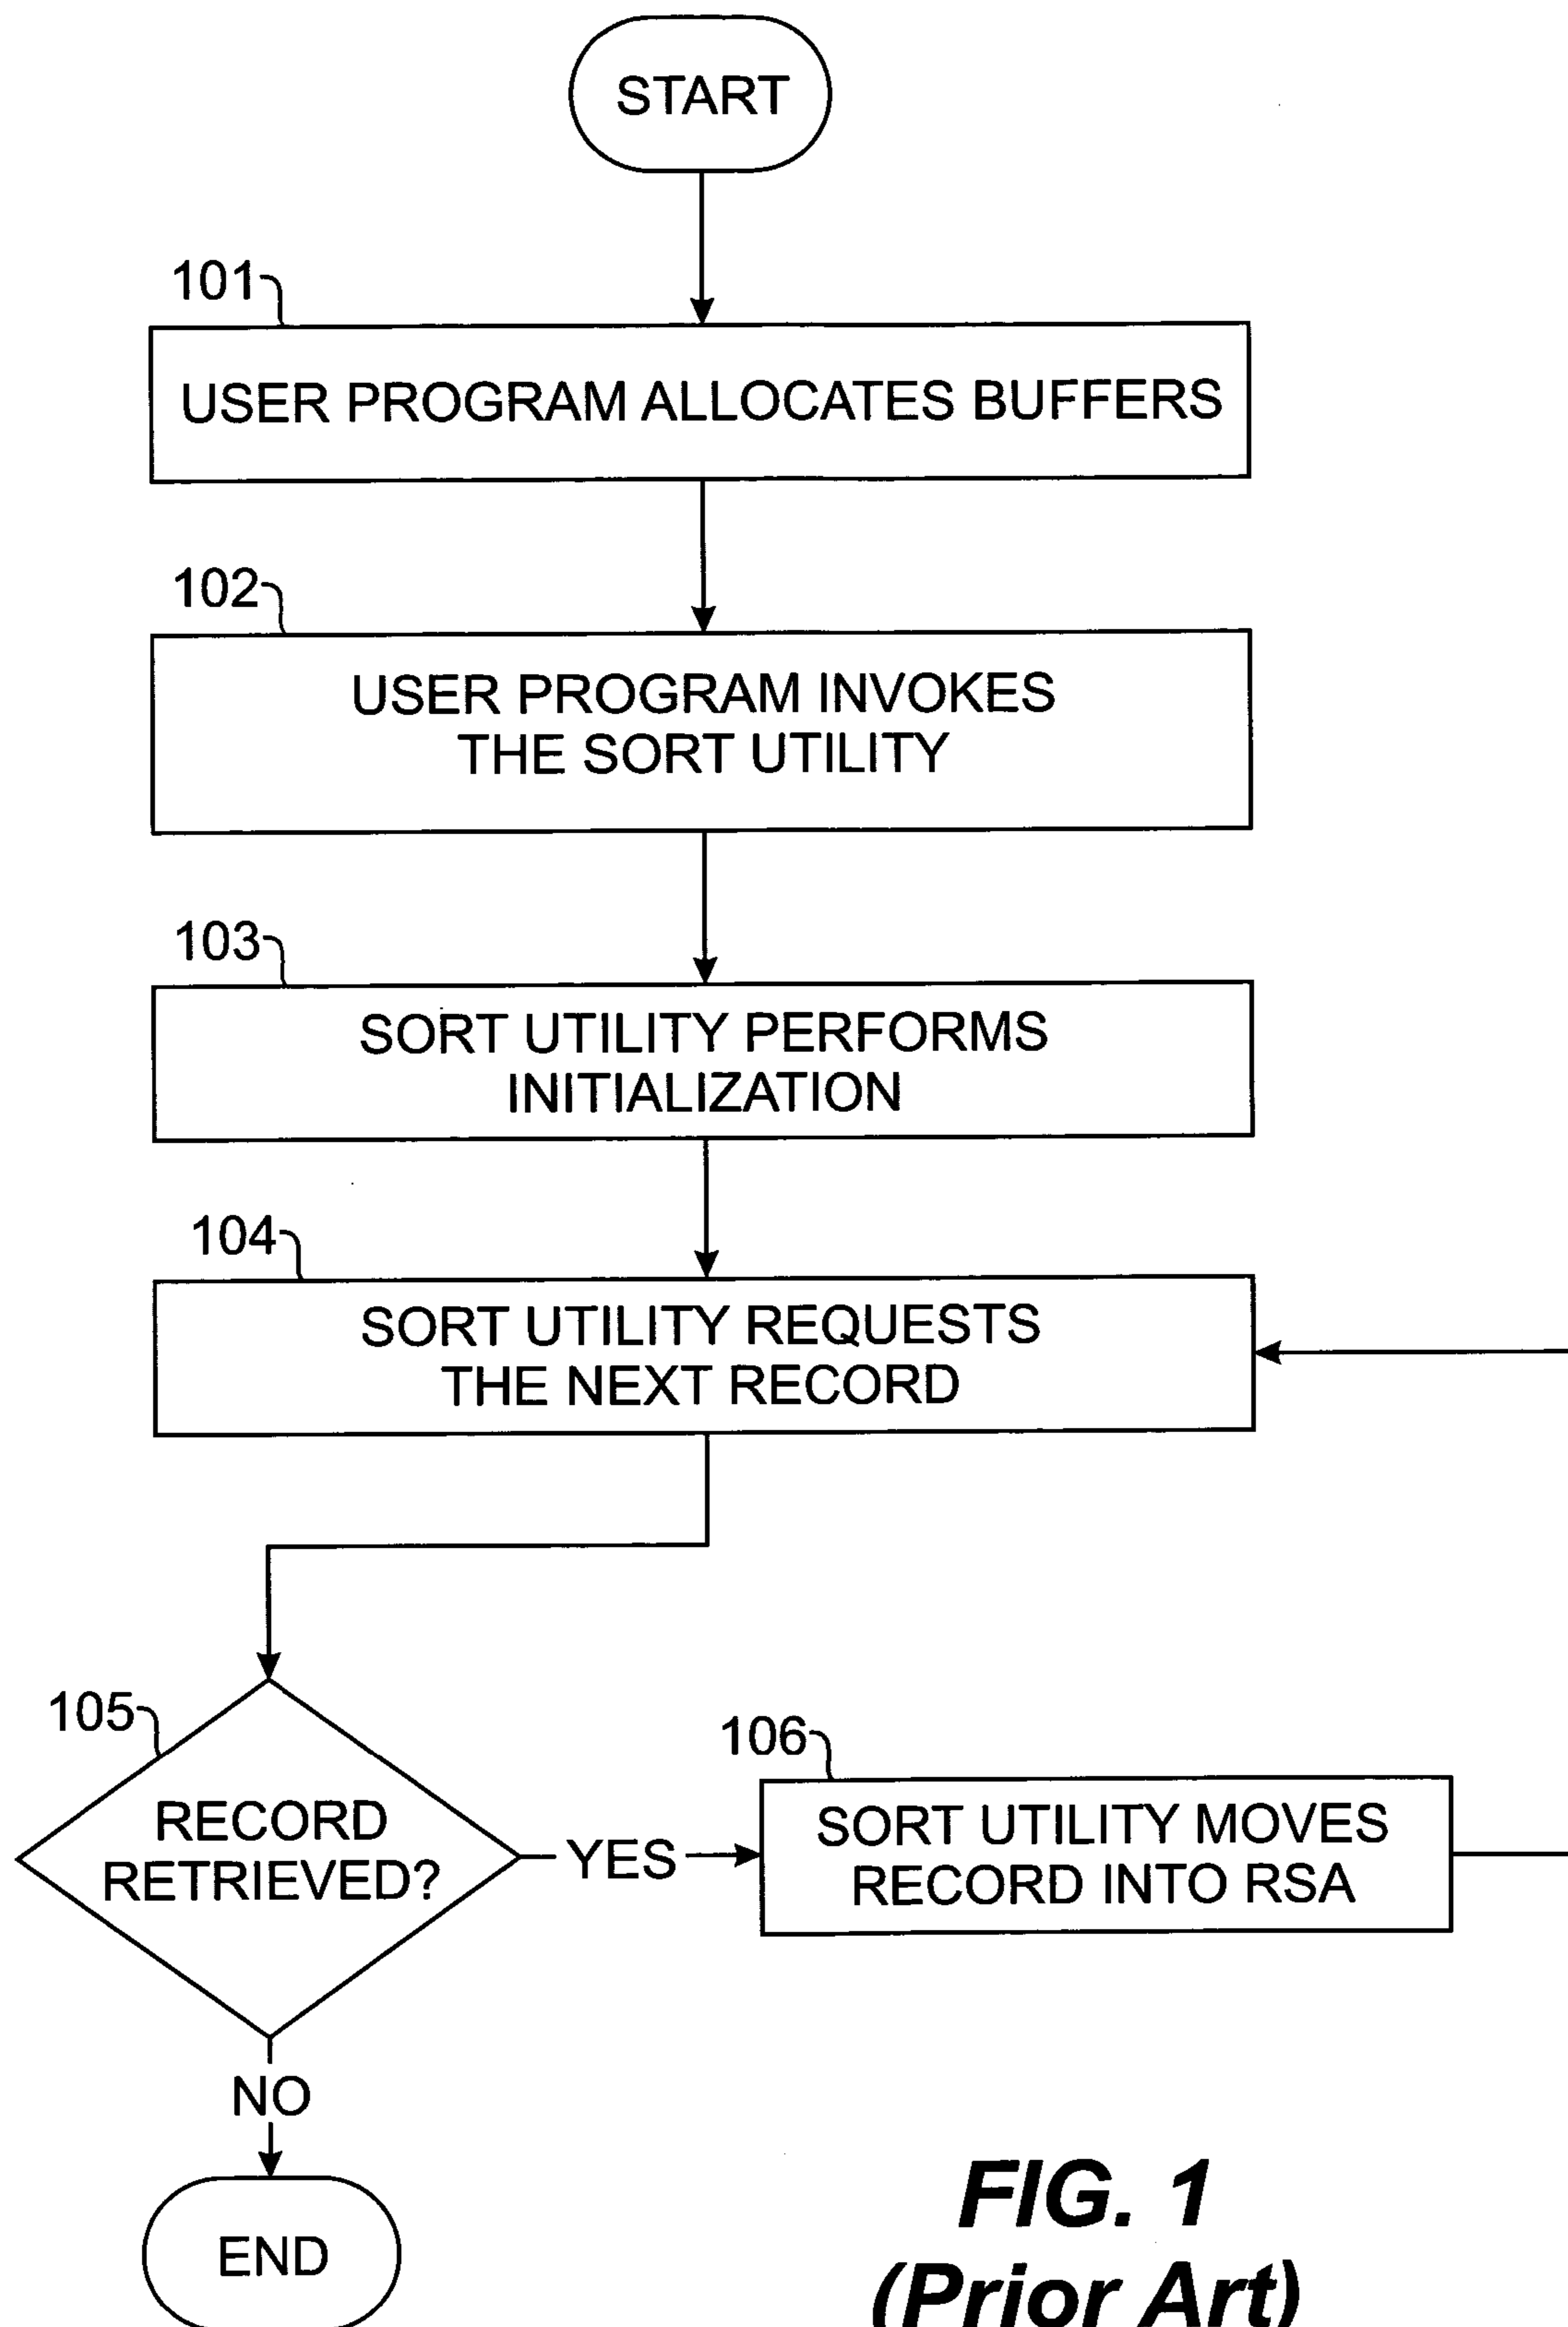 START
101
USER PROGRAM ALLOCATES BUFFERS
102
USER PROGRAM INVOKES
THE SORT UTILITY
103
SORT UTILITY PERFORMS
INITIALIZATION
104
SORT UTILITY REQUESTS
THE NEXT RECORD
105
RECORD
RETRIEVED?
YES
106
SORT UTILITY MOVES
RECORD INTO RSA
NO
END
FIG. 1
(Prior Art)